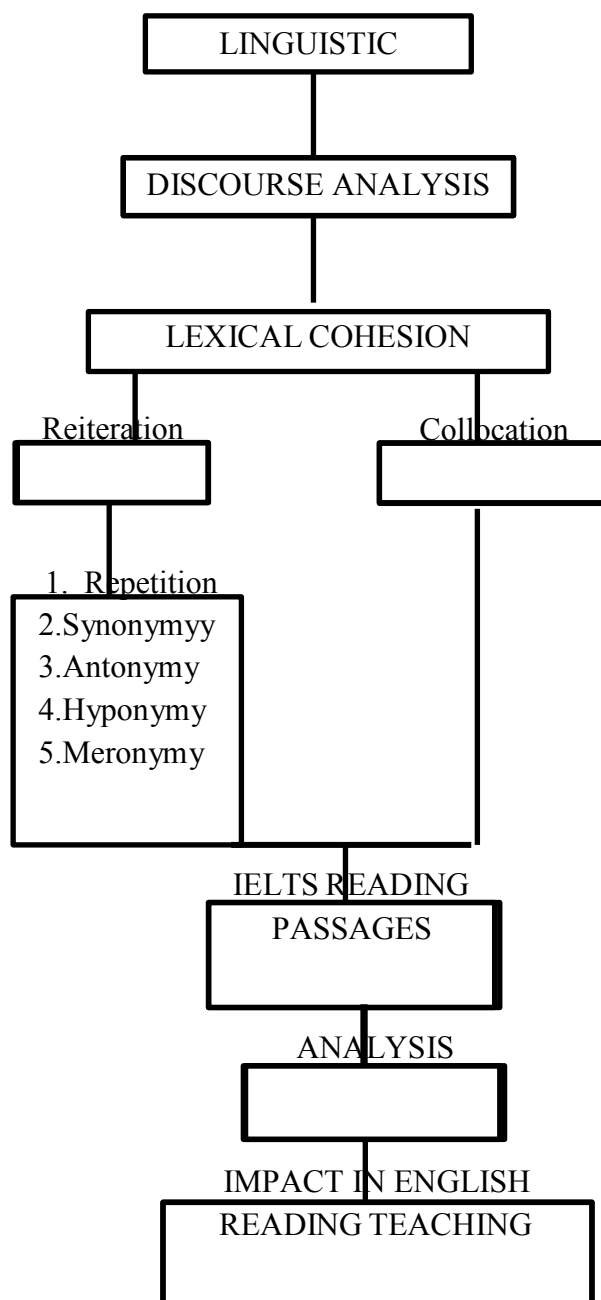 LINGUISTIC
DISCOURSE ANALYSIS
LEXICAL COHESION
Reiteration
Collocation
1. Repetition
2.Synonymyy
3.Antonymy
4.Hyponymy
5.Meronymy
IELTS READING
PASSAGES
ANALYSIS
IMPACT IN ENGLISH
READING TEACHING